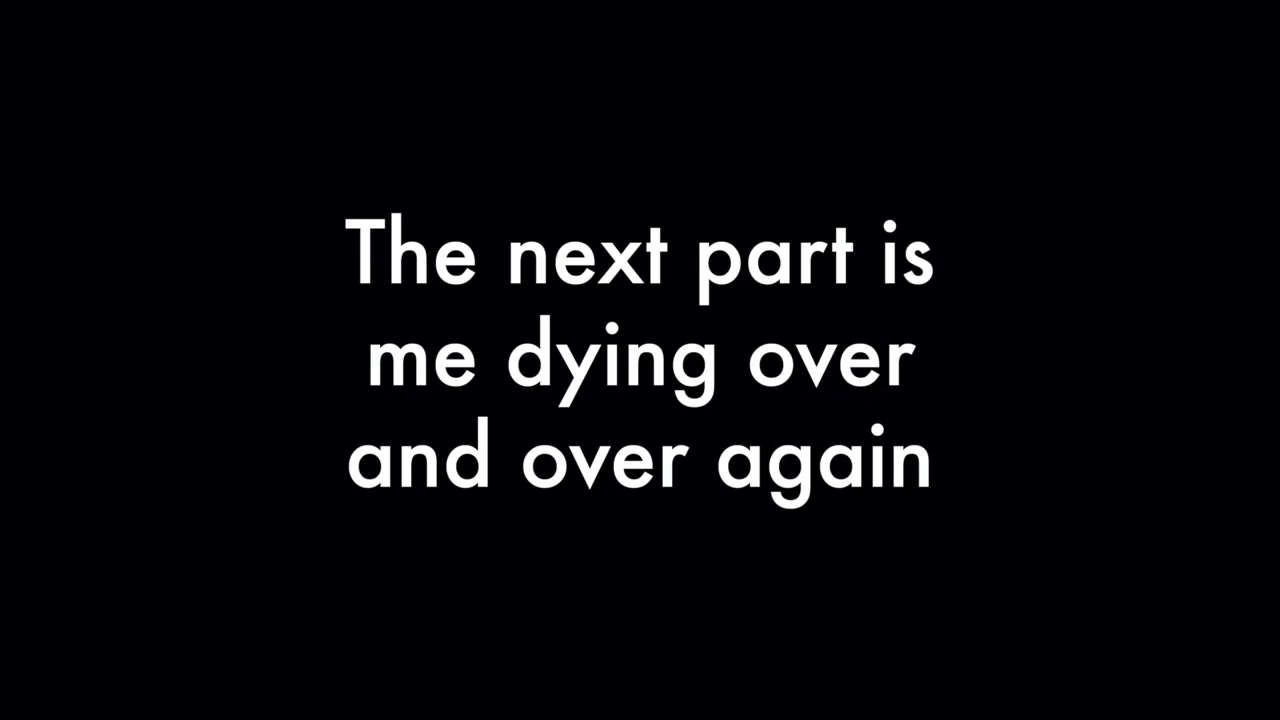 The next part is
me dying over
and over again